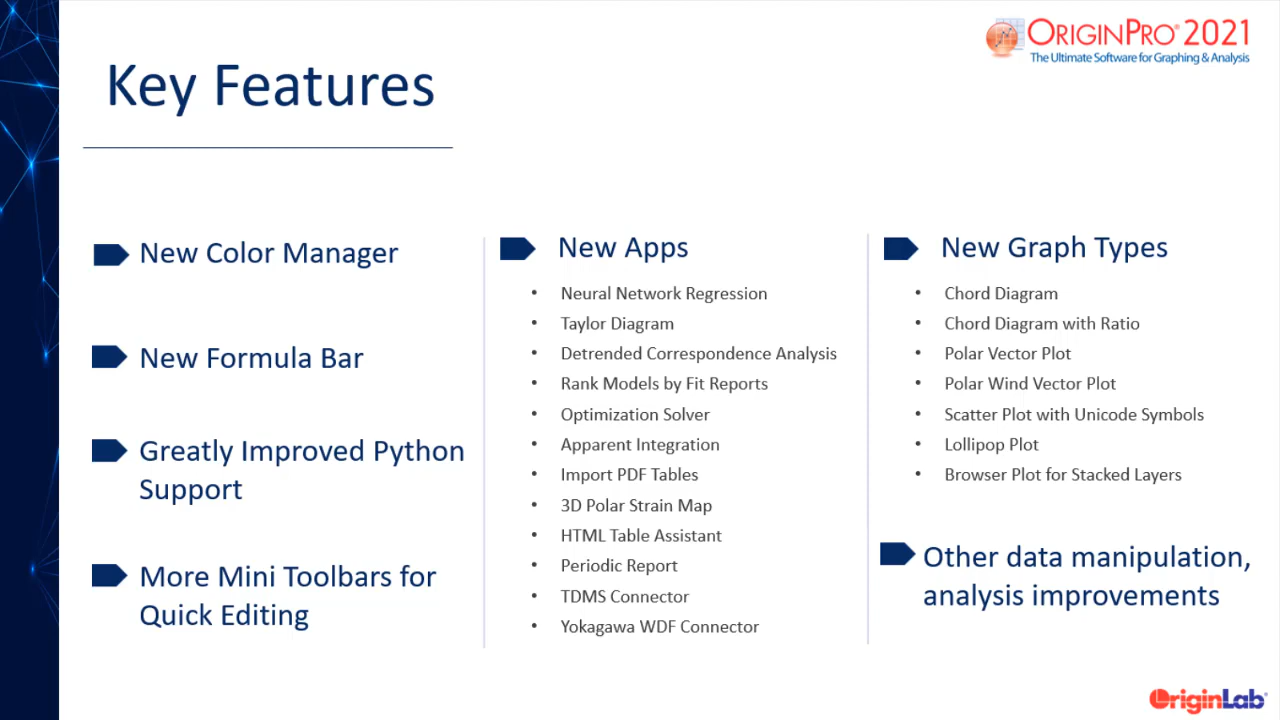 ORIGINPRO® 2021
The Ultimate Software for Graphing & Analysis
Key Features
New Color Manager
New Formula Bar
Greatly Improved Python
Support
More Mini Toolbars for
Quick Editing
New Apps
• Neural Network Regression
• Taylor Diagram
• Detrended Correspondence Analysis
• Rank Models by Fit Reports
• Optimization Solver
• Apparent Integration
• Import PDF Tables
• 3D Polar Strain Map
• HTML Table Assistant
• Periodic Report
• TDMS Connector
• Yokagawa WDF Connector
New Graph Types
• Chord Diagram
• Chord Diagram with Ratio
• Polar Vector Plot
• Polar Wind Vector Plot
• Scatter Plot with Unicode Symbols
• Lollipop Plot
• Browser Plot for Stacked Layers
Other data manipulation,
analysis improvements
OriginLab®